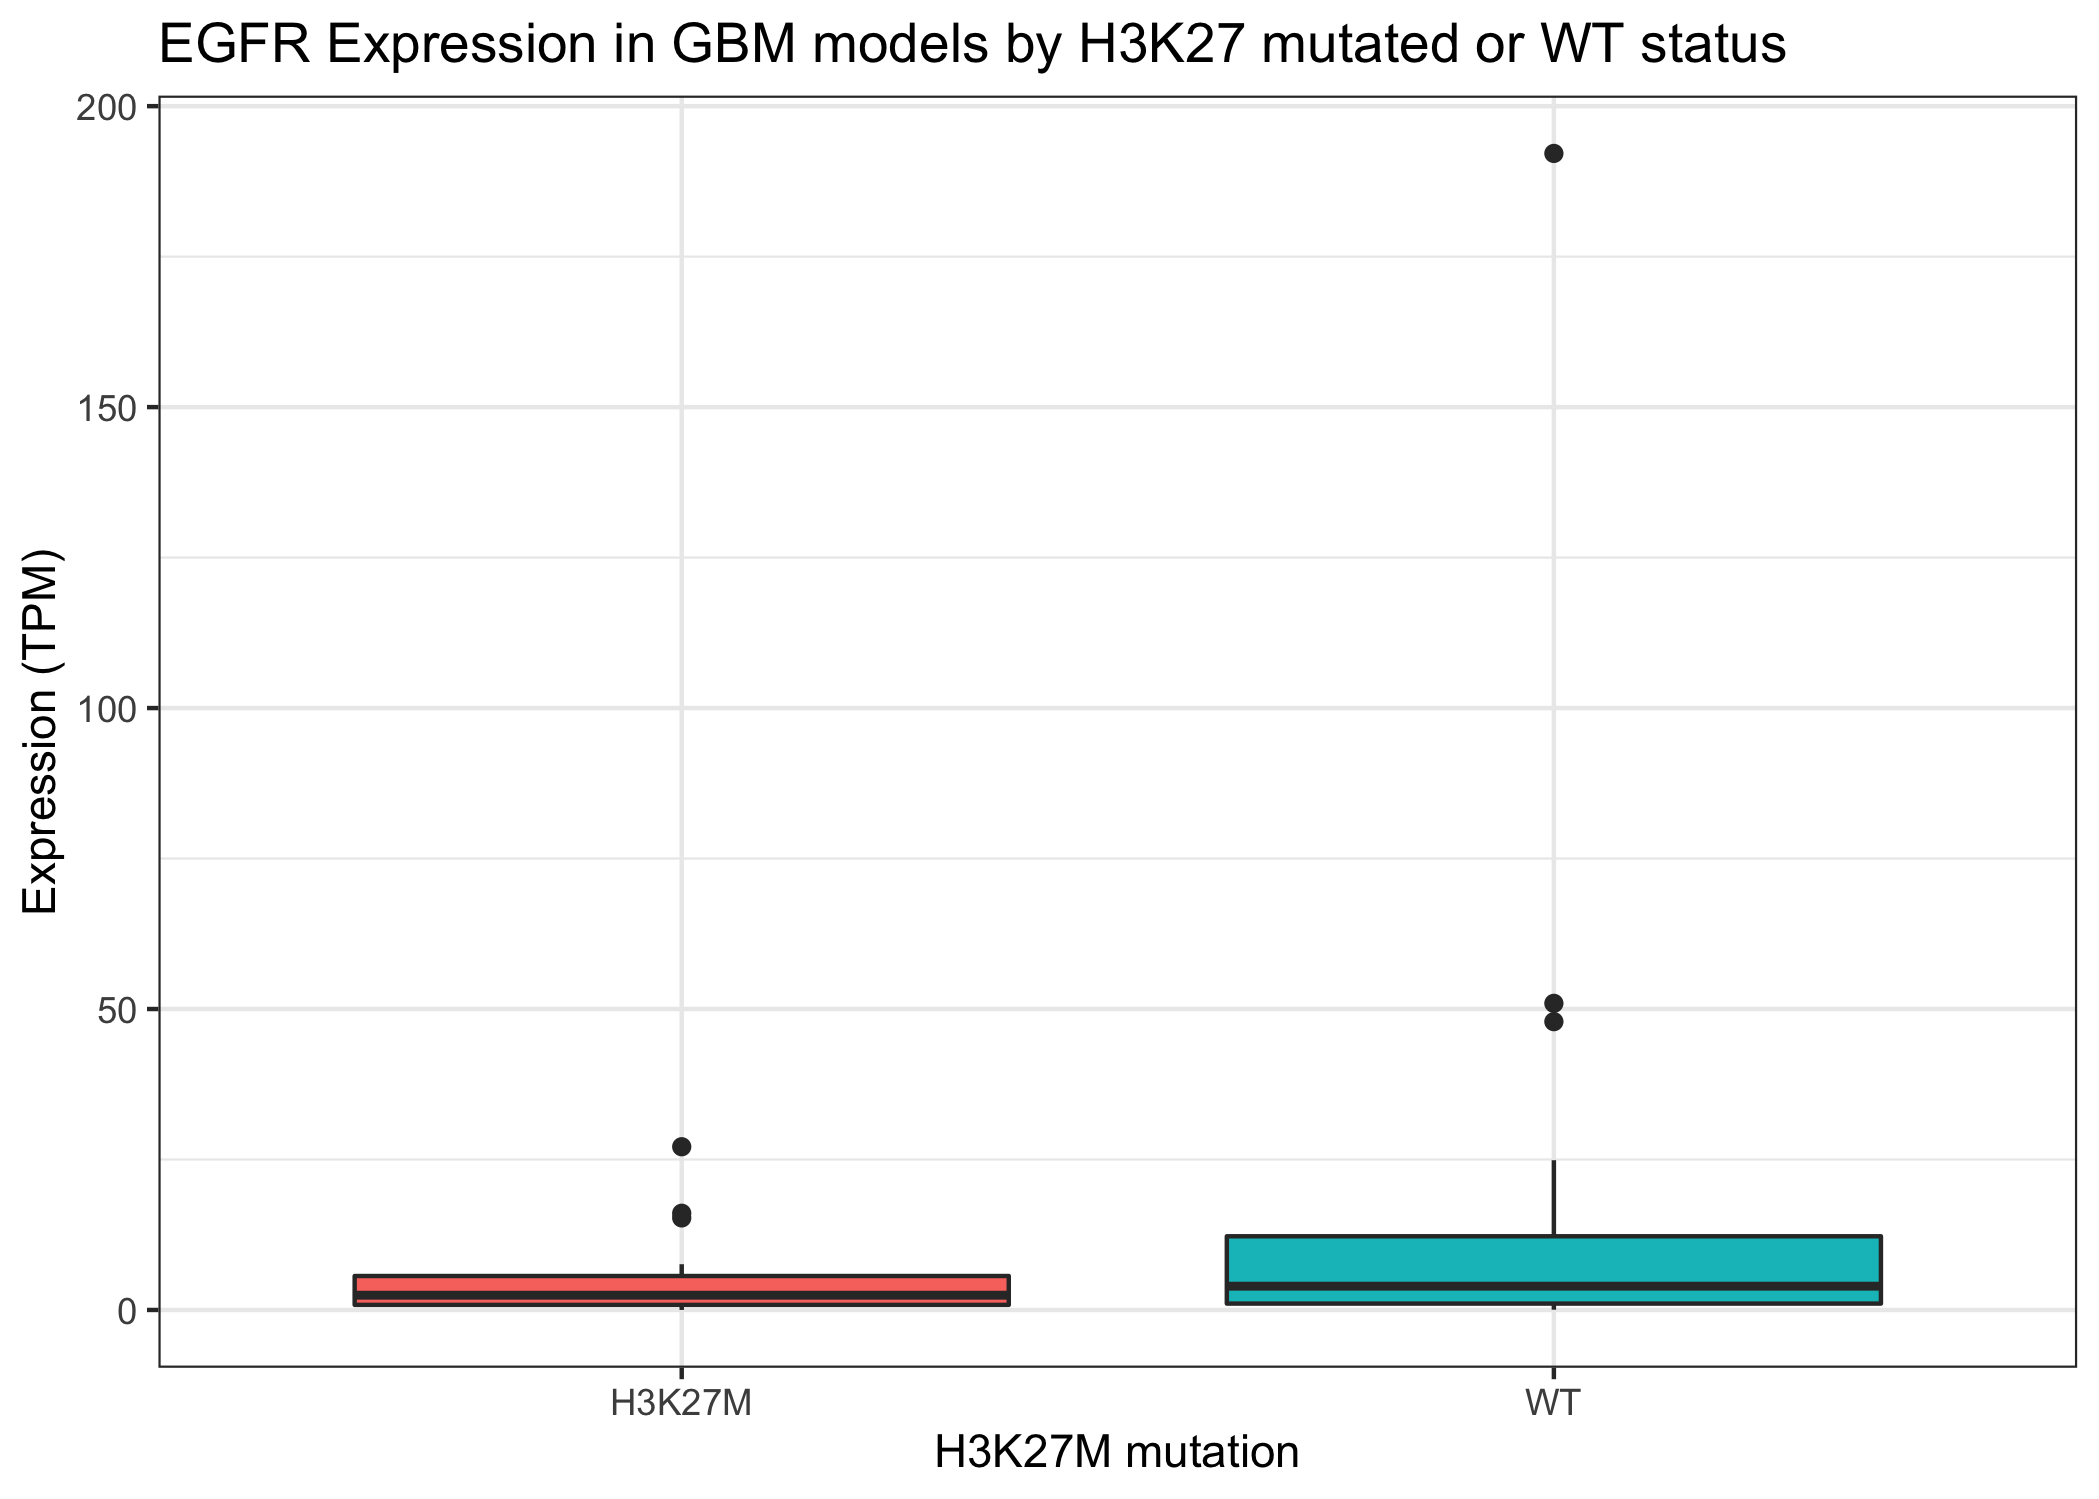 EGFR Expression in GBM models by H3K27 mutated or WT status
200
150
100
50
0
Expression (TPM)
H3K27M
WT
H3K27M mutation